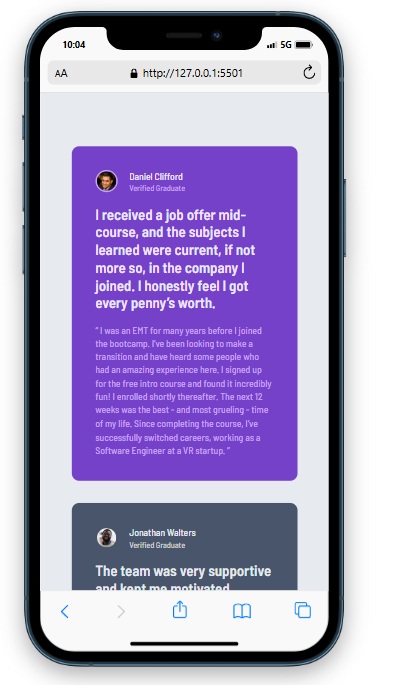 10:04
5G
AA
http://127.0.0.1:5501
Daniel Clifford
Verified Graduate
I received a job offer mid-
course, and the subjects I
learned were current, if not
more so, in the company I
joined. I honestly feel I got
every penny's worth.
“ I was an EMT for many years before I joined
the bootcamp. I've been looking to make a
transition and have heard some people who
had an amazing experience here. I signed up
for the free intro course and found it incredibly
fun! I enrolled shortly thereafter. The next 12
weeks was the best - and most grueling - time
of my life. Since completing the course, I've
successfully switched careers, working as a
Software Engineer at a VR startup. ”
Jonathan Walters
Verified Graduate
The team was very supportive
and kept me motivated